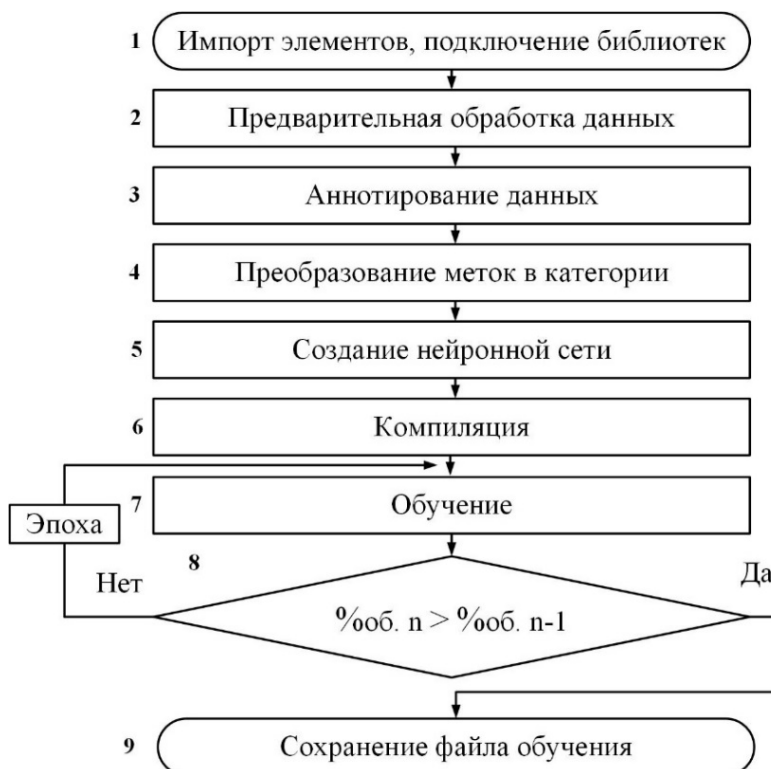 1 Импорт элементов, подключение библиотек
2 Предварительная обработка данных
3 Аннотирование данных
4 Преобразование меток в категории
5 Создание нейронной сети
6 Компиляция
7 Обучение
Эпоха
8
Нет
Да
%об. n > %об. n-1
9 Сохранение файла обучения